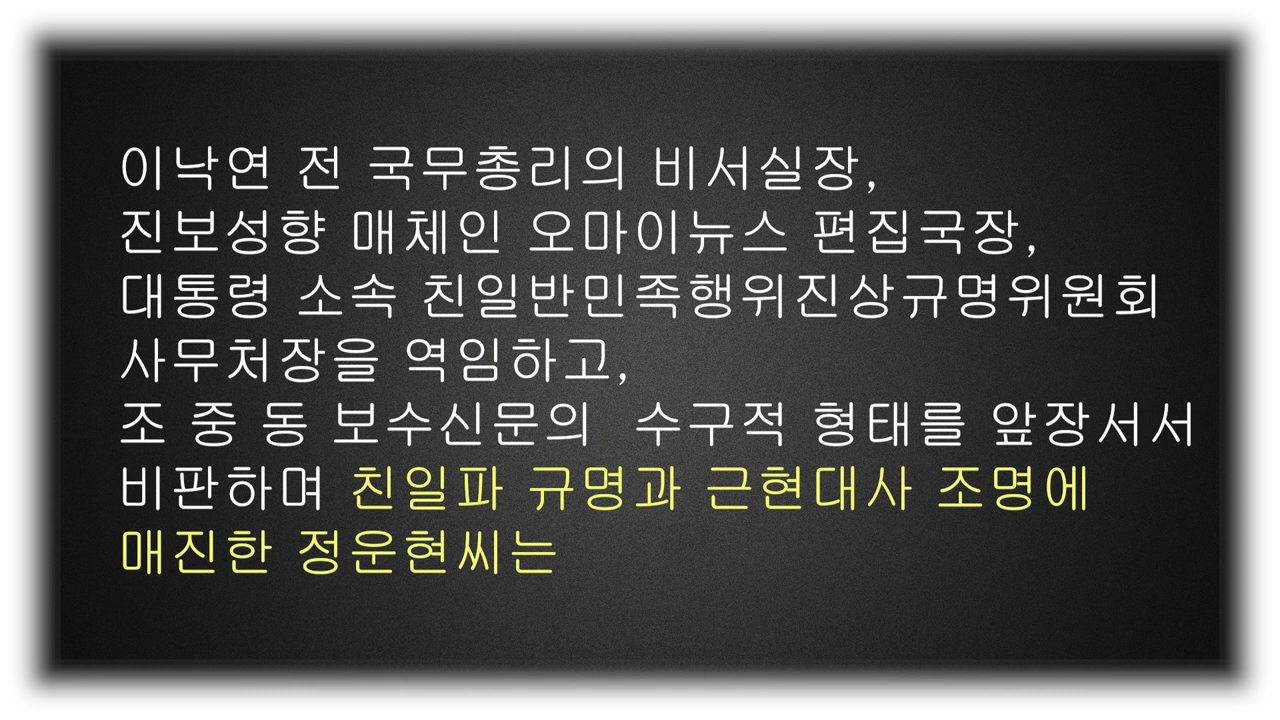 이낙연 전 국무총리의 비서실장,
진보성향 매체인 오마이뉴스 편집국장,
대통령 소속 친일반민족행위진상규명위원회
사무처장을 역임하고,
조 중 동 보수신문의  수구적 형태를 앞장서서
비판하며 친일파 규명과 근현대사 조명에
매진한 정운현씨는